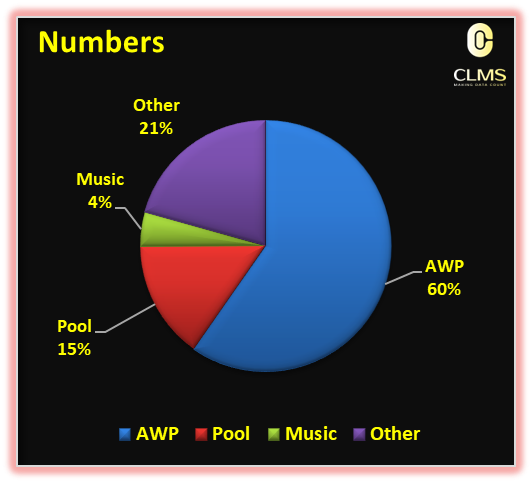 Numbers
CLMS
MAKING DATA COUNT
Other
21%
Music
4%
AWP
60%
Pool
15%
AWP Pool Music Other